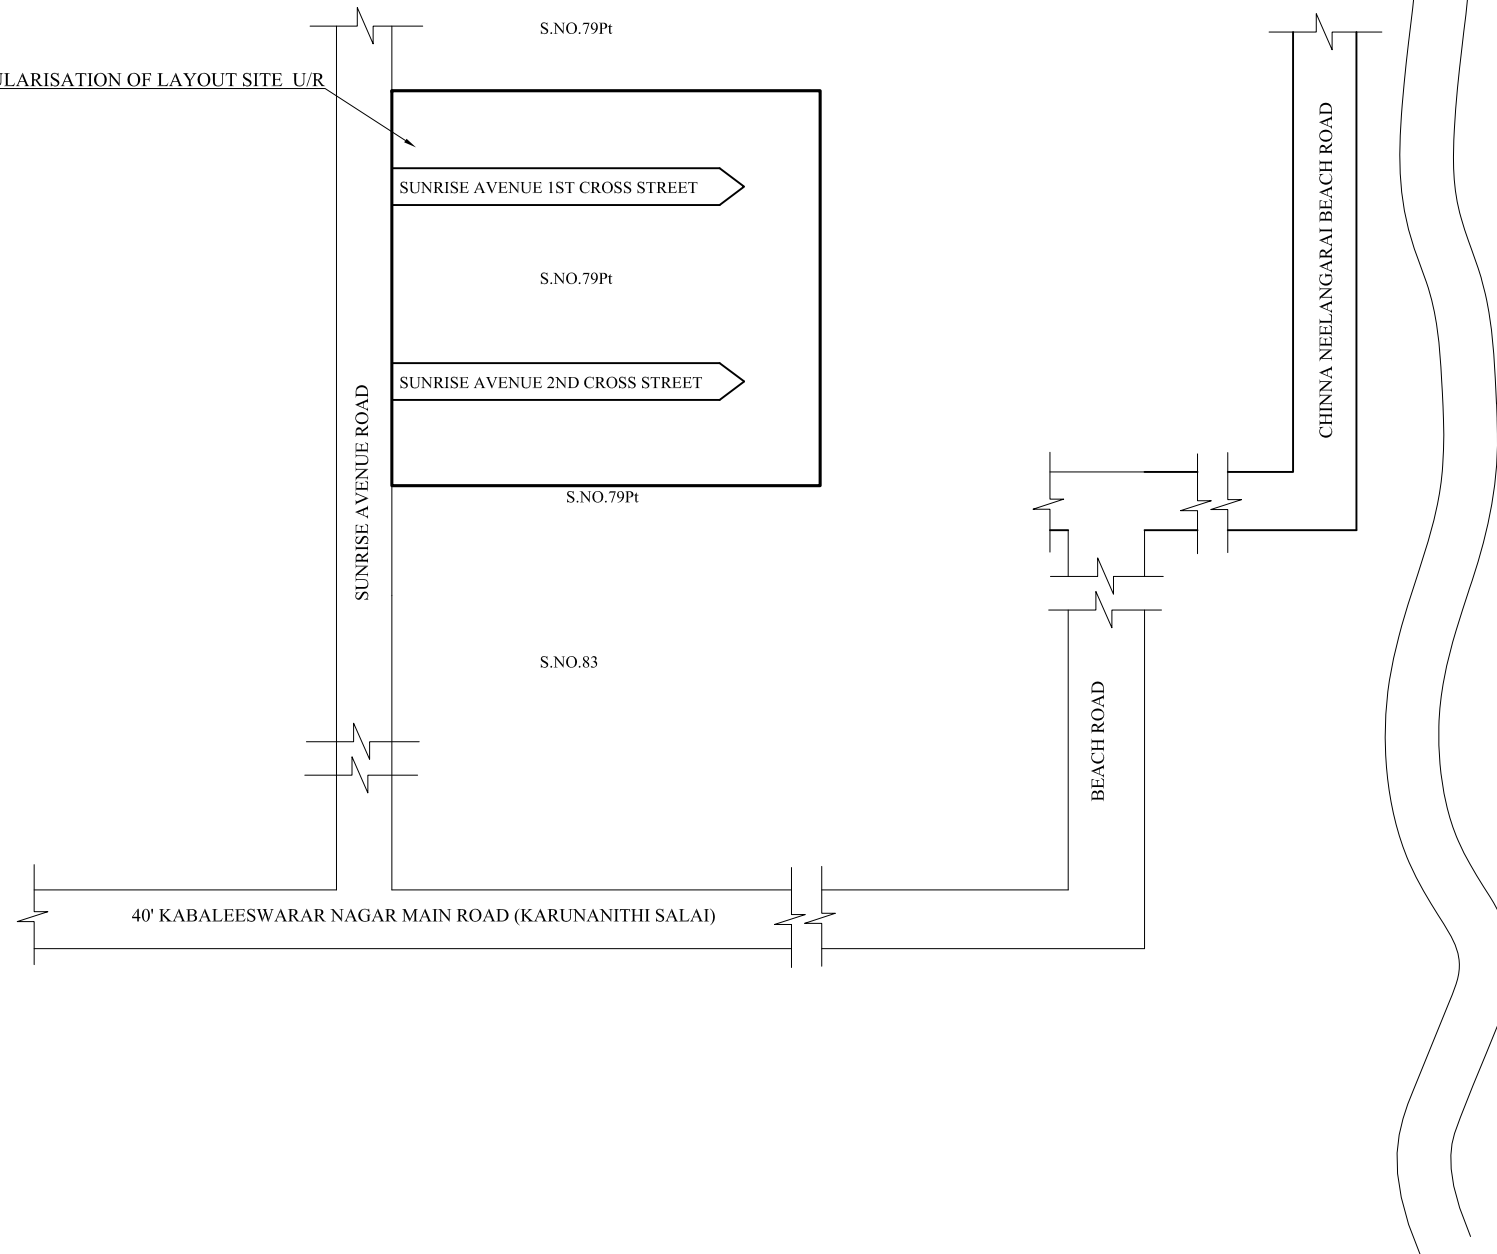 S.NO.79Pt
OF LAYOUT SITE U/R
SUNRISE AVENUE 1ST CROSS STREET
S.NO.79Pt
SUNRISE AVENUE 2ND CROSS STREET
S.NO.79Pt
SUNRISE AVENUE ROAD
S.NO.83
CHINNA NEELANGARAI BEACH ROAD
BEACH ROAD
40' KABALEESWARAR NAGAR MAIN ROAD (KARUNANITHI SALAI)